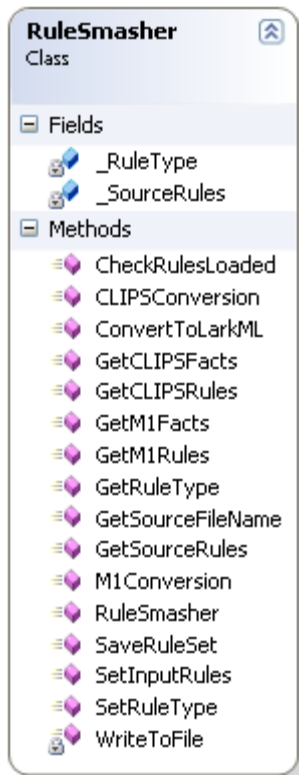 RuleSmasher
Class
Fields
_RuleType
_SourceRules
Methods
CheckRulesLoaded
CLIPSConversion
ConvertToLarkML
GetCLIPSFacts
GetCLIPSRules
GetM1Facts
GetM1Rules
GetRuleType
GetSourceFileName
GetSourceRules
M1Conversion
RuleSmasher
SaveRuleSet
SetInputRules
SetRuleType
WriteToFile